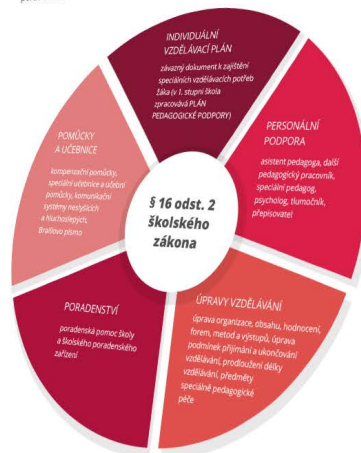 INDIVIDUÁLNÍ
VZDĚLÁVACÍ PLÁN
závazný dokument k zajištění
speciálních vzdělávacích potřeb
žáka (v 1. stupni škola
zpracovává PLÁN
PEDAGOGICKÉ PODPORY)
PERSONÁLNÍ
PODPORA
asistent pedagoga, další
pedagogický pracovník,
speciální pedagog,
psycholog, tlumočník,
přepisovatel
ÚPRAVY VZDĚLÁVÁNÍ
úprava organizace, obsahu, hodnocení,
forem, metod a výstupů, úprava
podmínek přijímání a ukončování
vzdělávání, prodloužení délky
vzdělávání, předměty
speciálně pedagogické
péče
PORADENSTVÍ
poradenská pomoc školy
a školského poradenského
zařízení
POMŮCKY
A UČEBNICE
kompenzační pomůcky,
speciální učebnice a učební
pomůcky, komunikační
systémy neslyšících
a hluchoslepých,
Braillovo písmo
§ 16 odst. 2
školského
zákona